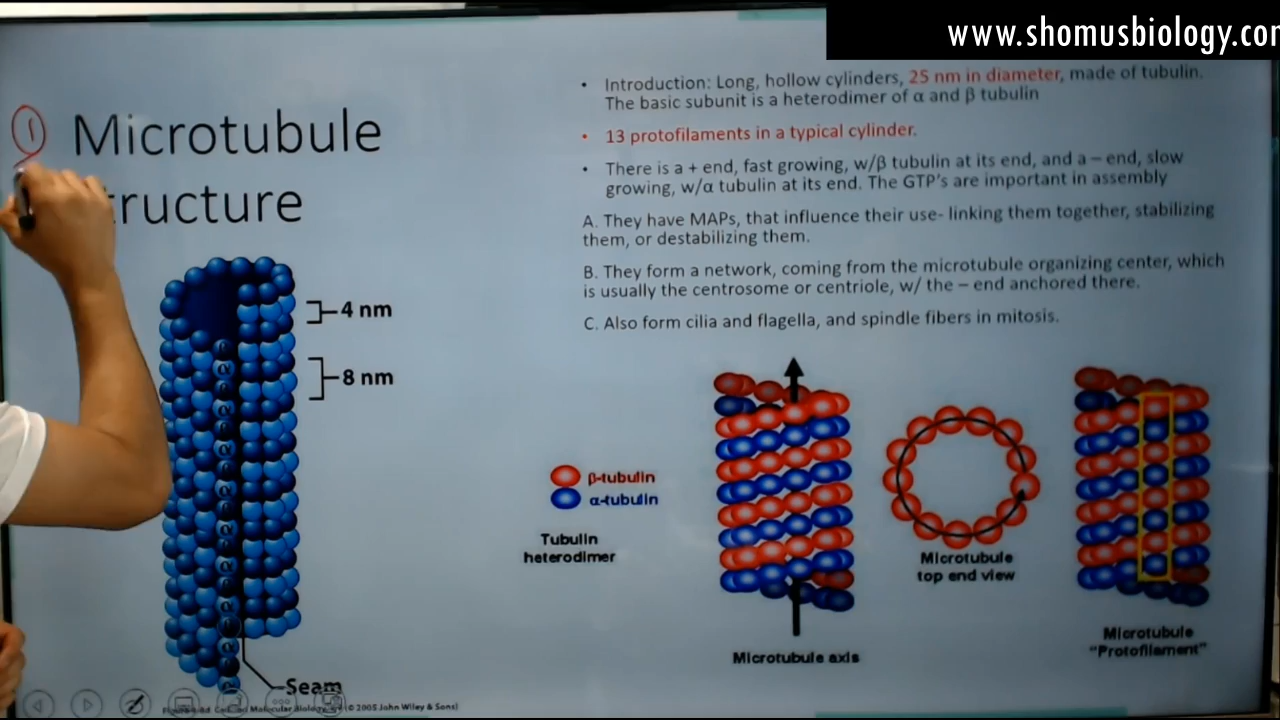 www.shomusbiology.co
1 Microtubule
tructure
• Introduction: Long, hollow cylinders, 25 nm in diameter, made of tubulin.
The basic subunit is a heterodimer of α and β tubulin
• 13 protofilaments in a typical cylinder.
• There is a + end, fast growing, w/β tubulin at its end, and a – end, slow
growing, w/α tubulin at its end. The GTP's are important in assembly
A. They have MAPs, that influence their use- linking them together, stabilizing
them, or destabilizing them.
B. They form a network, coming from the microtubule organizing center, which
is usually the centrosome or centriole, w/ the – end anchored there.
C. Also form cilia and flagella, and spindle fibers in mitosis.
4 nm
8 nm
Seam
(© 2005 John Wiley & Sons)
β-tubulin
α-tubulin
Tubulin
heterodimer
Microtubule axis
Microtubule
top end view
Microtubule
"Protofilament"